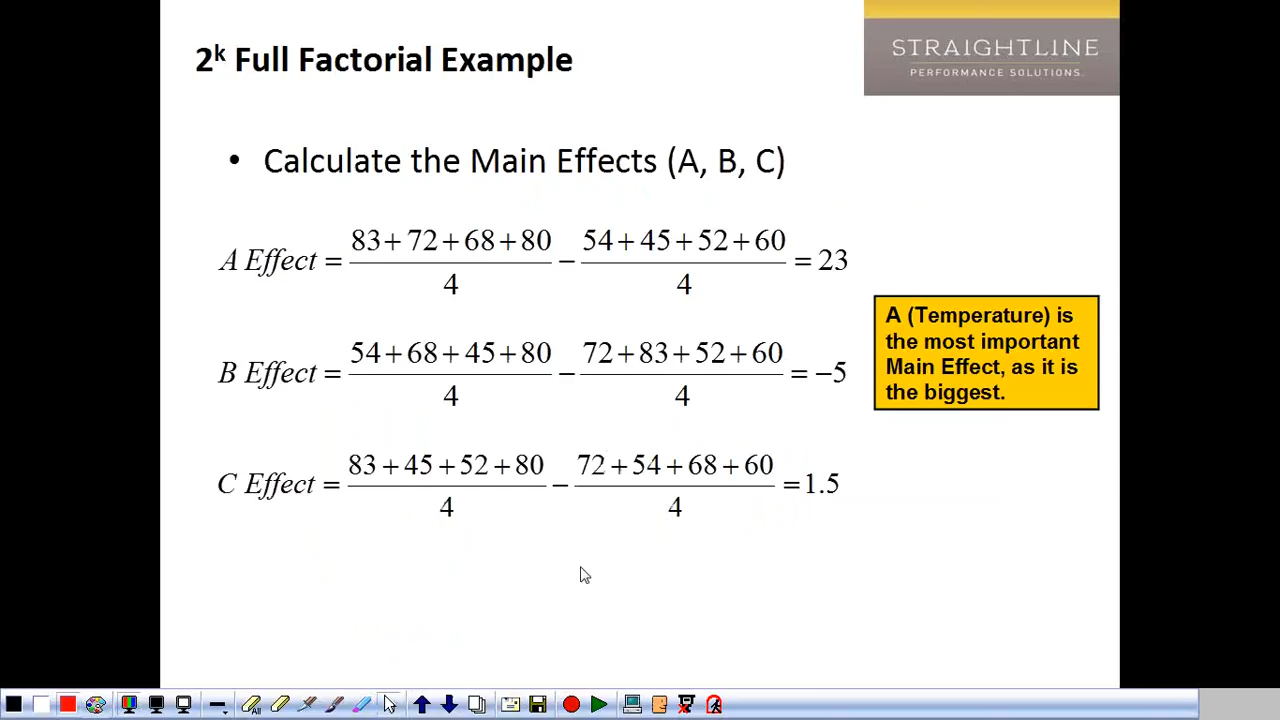 STRAIGHTLINE
PERFORMANCE SOLUTIONS.
2ᵏ Full Factorial Example
• Calculate the Main Effects (A, B, C)
A Effect = (83+72+68+80)/4 − (54+45+52+60)/4 = 23
B Effect = (54+68+45+80)/4 − (72+83+52+60)/4 = −5
C Effect = (83+45+52+80)/4 − (72+54+68+60)/4 = 1.5
A (Temperature) is
the most important
Main Effect, as it is
the biggest.
All